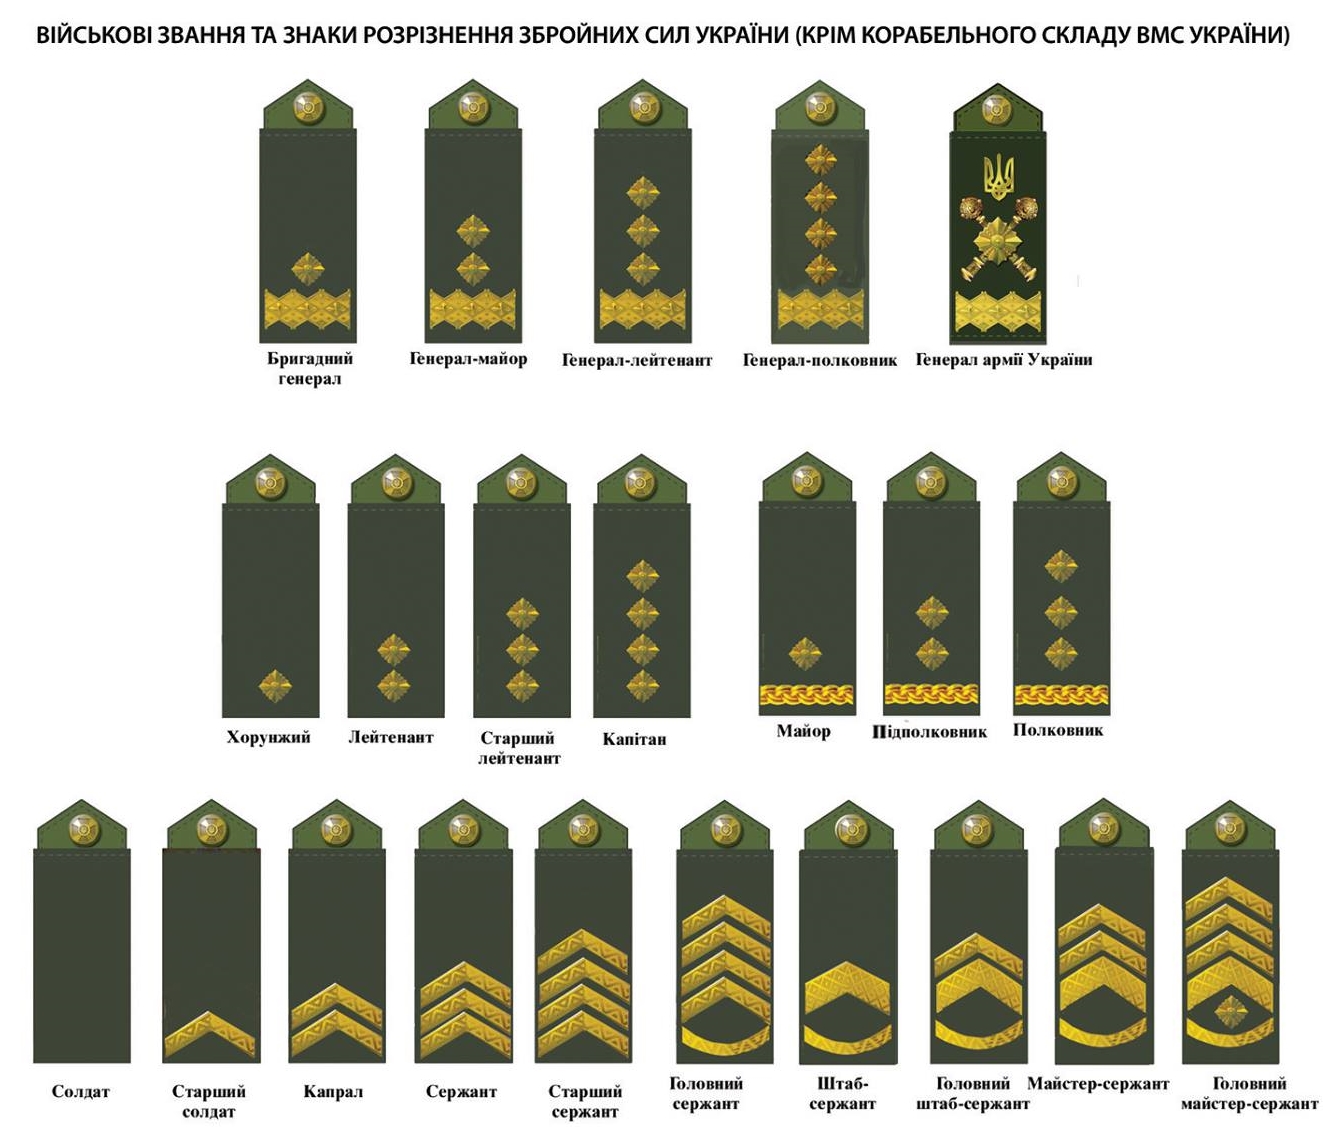 ВІЙСЬКОВІ ЗВАННЯ ТА ЗНАКИ РОЗРІЗНЕННЯ ЗБРОЙНИХ СИЛ УКРАЇНИ (КРІМ КОРАБЕЛЬНОГО СКЛАДУ ВМС УКРАЇНИ)
Бригадний
генерал
Генерал-майор
Генерал-лейтенант
Генерал-полковник
Генерал армії України
Хорунжий
Лейтенант
Старший
лейтенант
Капітан
Майор
Підполковник
Полковник
Солдат
Старший
солдат
Капрал
Сержант
Старший
сержант
Головний
сержант
Штаб-
сержант
Головний
штаб-сержант
Майстер-сержант
Головний
майстер-сержант